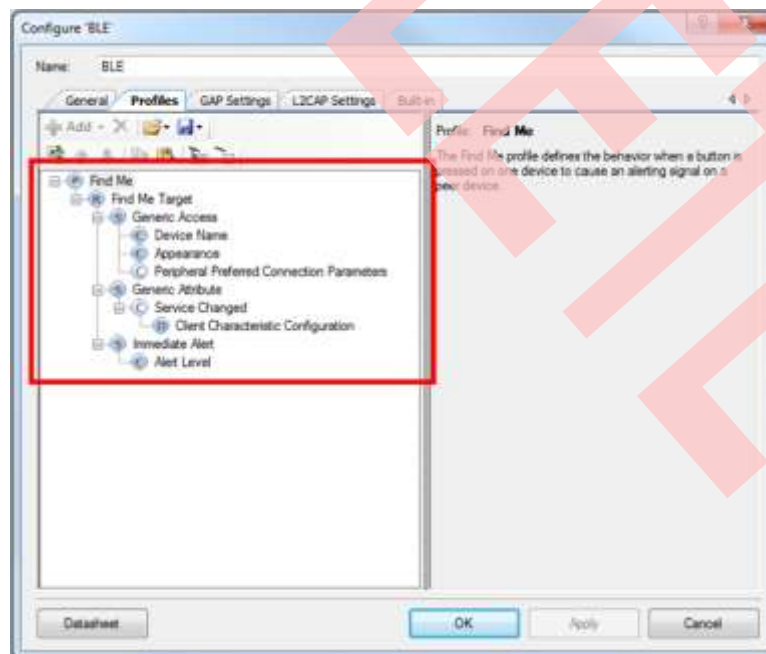 Configure 'BLE'
Name: BLE
General Profiles GAP Settings L2CAP Settings Built-in
Add
Profile: Find Me
The Find Me profile defines the behavior when a button is
pressed on one device to cause an alerting signal on a
peer device.
Find Me
Find Me Target
Generic Access
Device Name
Appearance
Peripheral Preferred Connection Parameters
Generic Attribute
Service Changed
Client Characteristic Configuration
Immediate Alert
Alert Level
Datasheet OK Apply Cancel